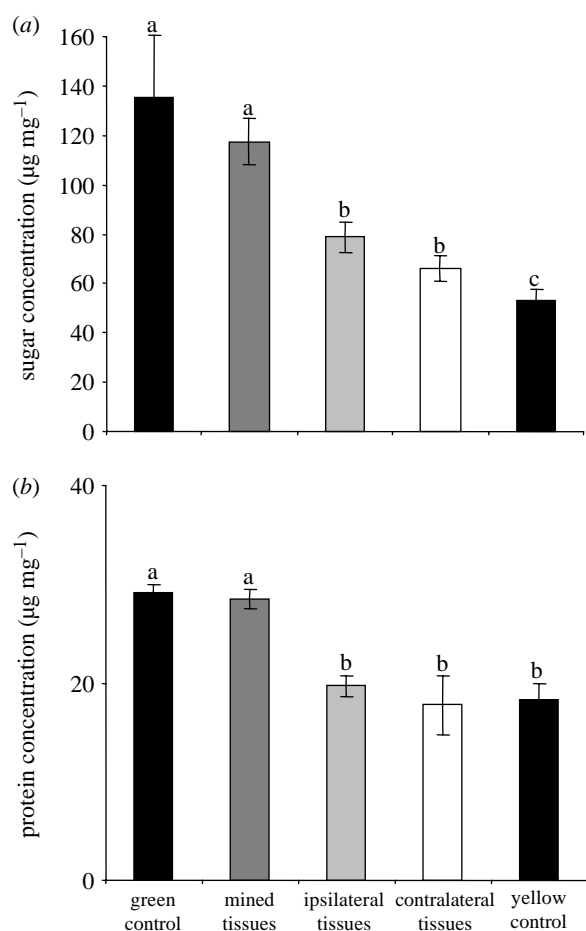 (a)
160
140
120
100
80
60
40
20
0
sugar concentration (µg mg⁻¹)
a
a
b
b
c
(b)
40
20
0
protein concentration (µg mg⁻¹)
a
a
b
b
b
green control
mined tissues
ipsilateral tissues
contralateral tissues
yellow control